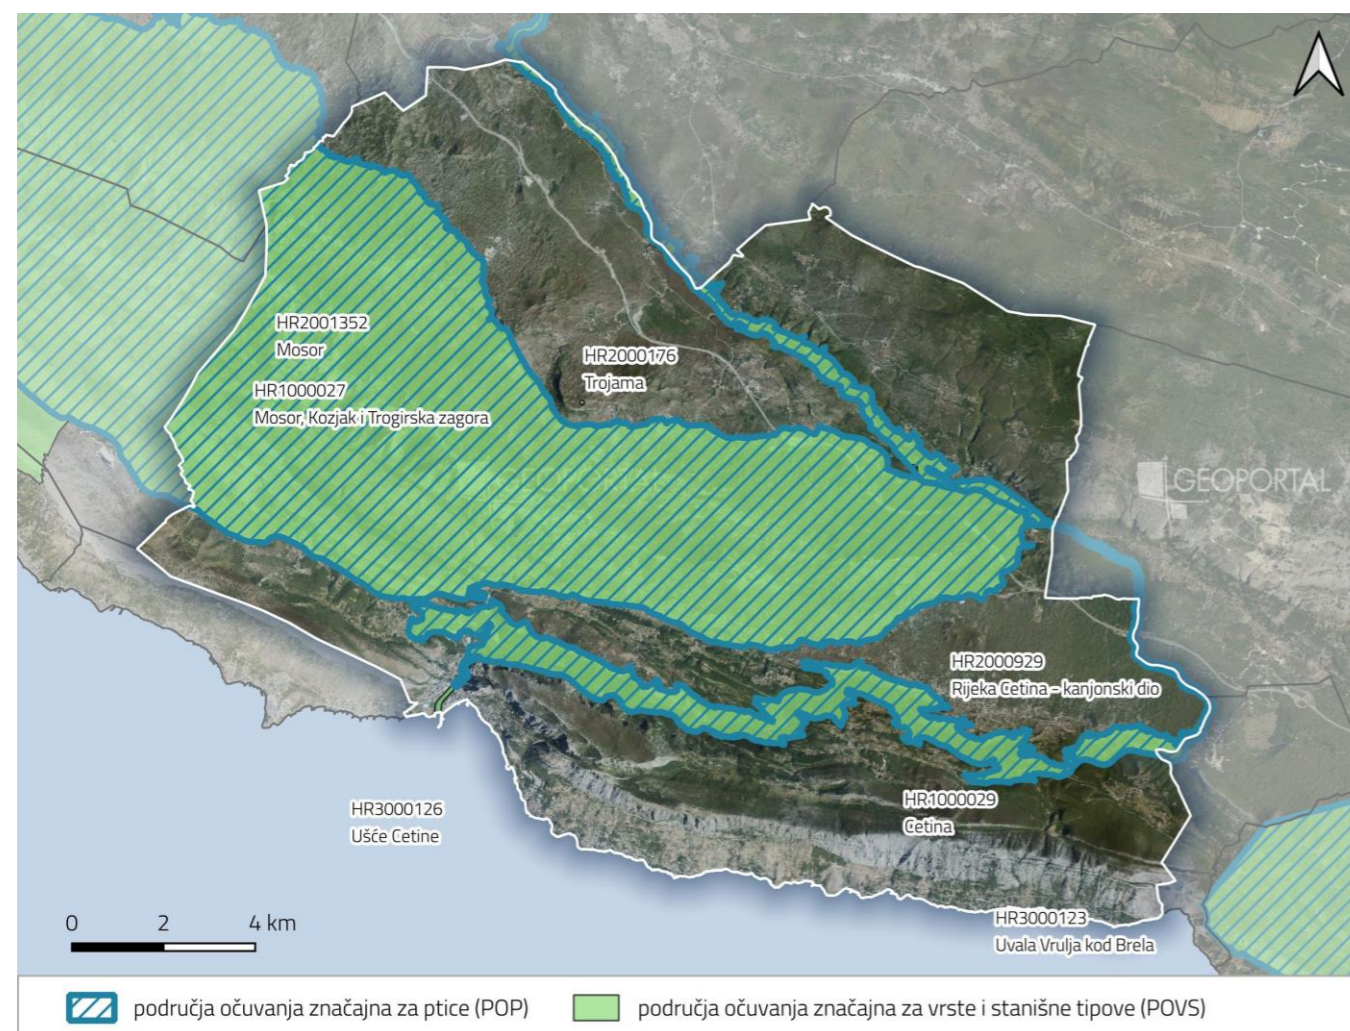 HR2001352
Mosor
HR1000027
Mosor, Kozjak i Trogirska zagora
HR2000176
Trojama
GEOPORTAL
GEOPORTAL
HR2000929
Rijeka Cetina - kanjonski dio
HR1000029
Cetina
HR3000126
Ušće Cetine
HR3000123
Uvala Vrulja kod Brela
0 2 4 km
područja očuvanja značajna za ptice (POP)
područja očuvanja značajna za vrste i stanišne tipove (POVS)